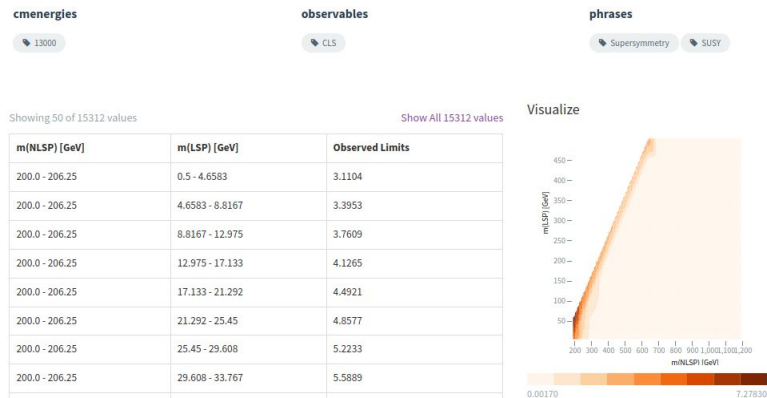 cmenergies observables phrases
13000 CLS Supersymmetry SUSY
Showing 50 of 15312 values Show All 15312 values
Visualize
m(NLSP) [GeV] m(LSP) [GeV] Observed Limits
200.0 - 206.25 0.5 - 4.6583 3.1104
200.0 - 206.25 4.6583 - 8.8167 3.3953
200.0 - 206.25 8.8167 - 12.975 3.7609
200.0 - 206.25 12.975 - 17.133 4.1265
200.0 - 206.25 17.133 - 21.292 4.4921
200.0 - 206.25 21.292 - 25.45 4.8577
200.0 - 206.25 25.45 - 29.608 5.2233
200.0 - 206.25 29.608 - 33.767 5.5889
m(LSP) [GeV]
450
400
350
300
250
200
150
100
50
200 300 400 500 600 700 800 900 1,000 1,100 1,200
m(NLSP) [GeV]
0.00170 7.27830